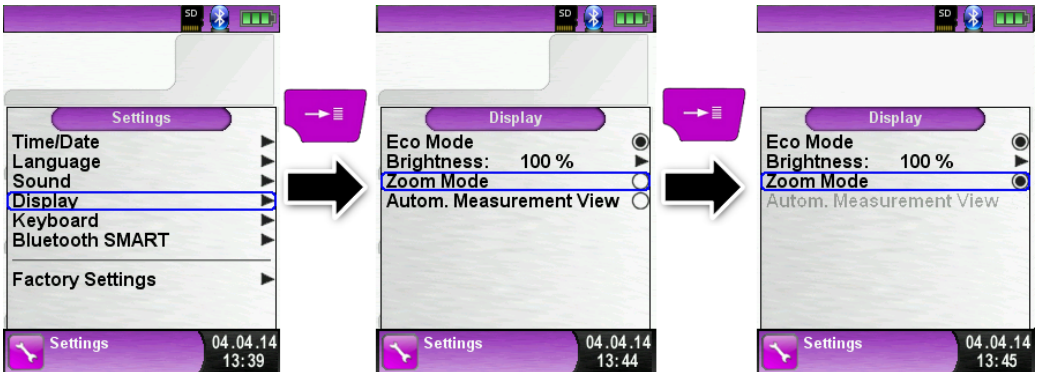 SD
Settings
Time/Date
Language
Sound
Display
Keyboard
Bluetooth SMART
Factory Settings
Settings
04.04.14
13:39
SD
Display
Eco Mode
Brightness: 100 %
Zoom Mode
Autom. Measurement View
Settings
04.04.14
13:44
SD
Display
Eco Mode
Brightness: 100 %
Zoom Mode
Autom. Measurement View
Settings
04.04.14
13:45